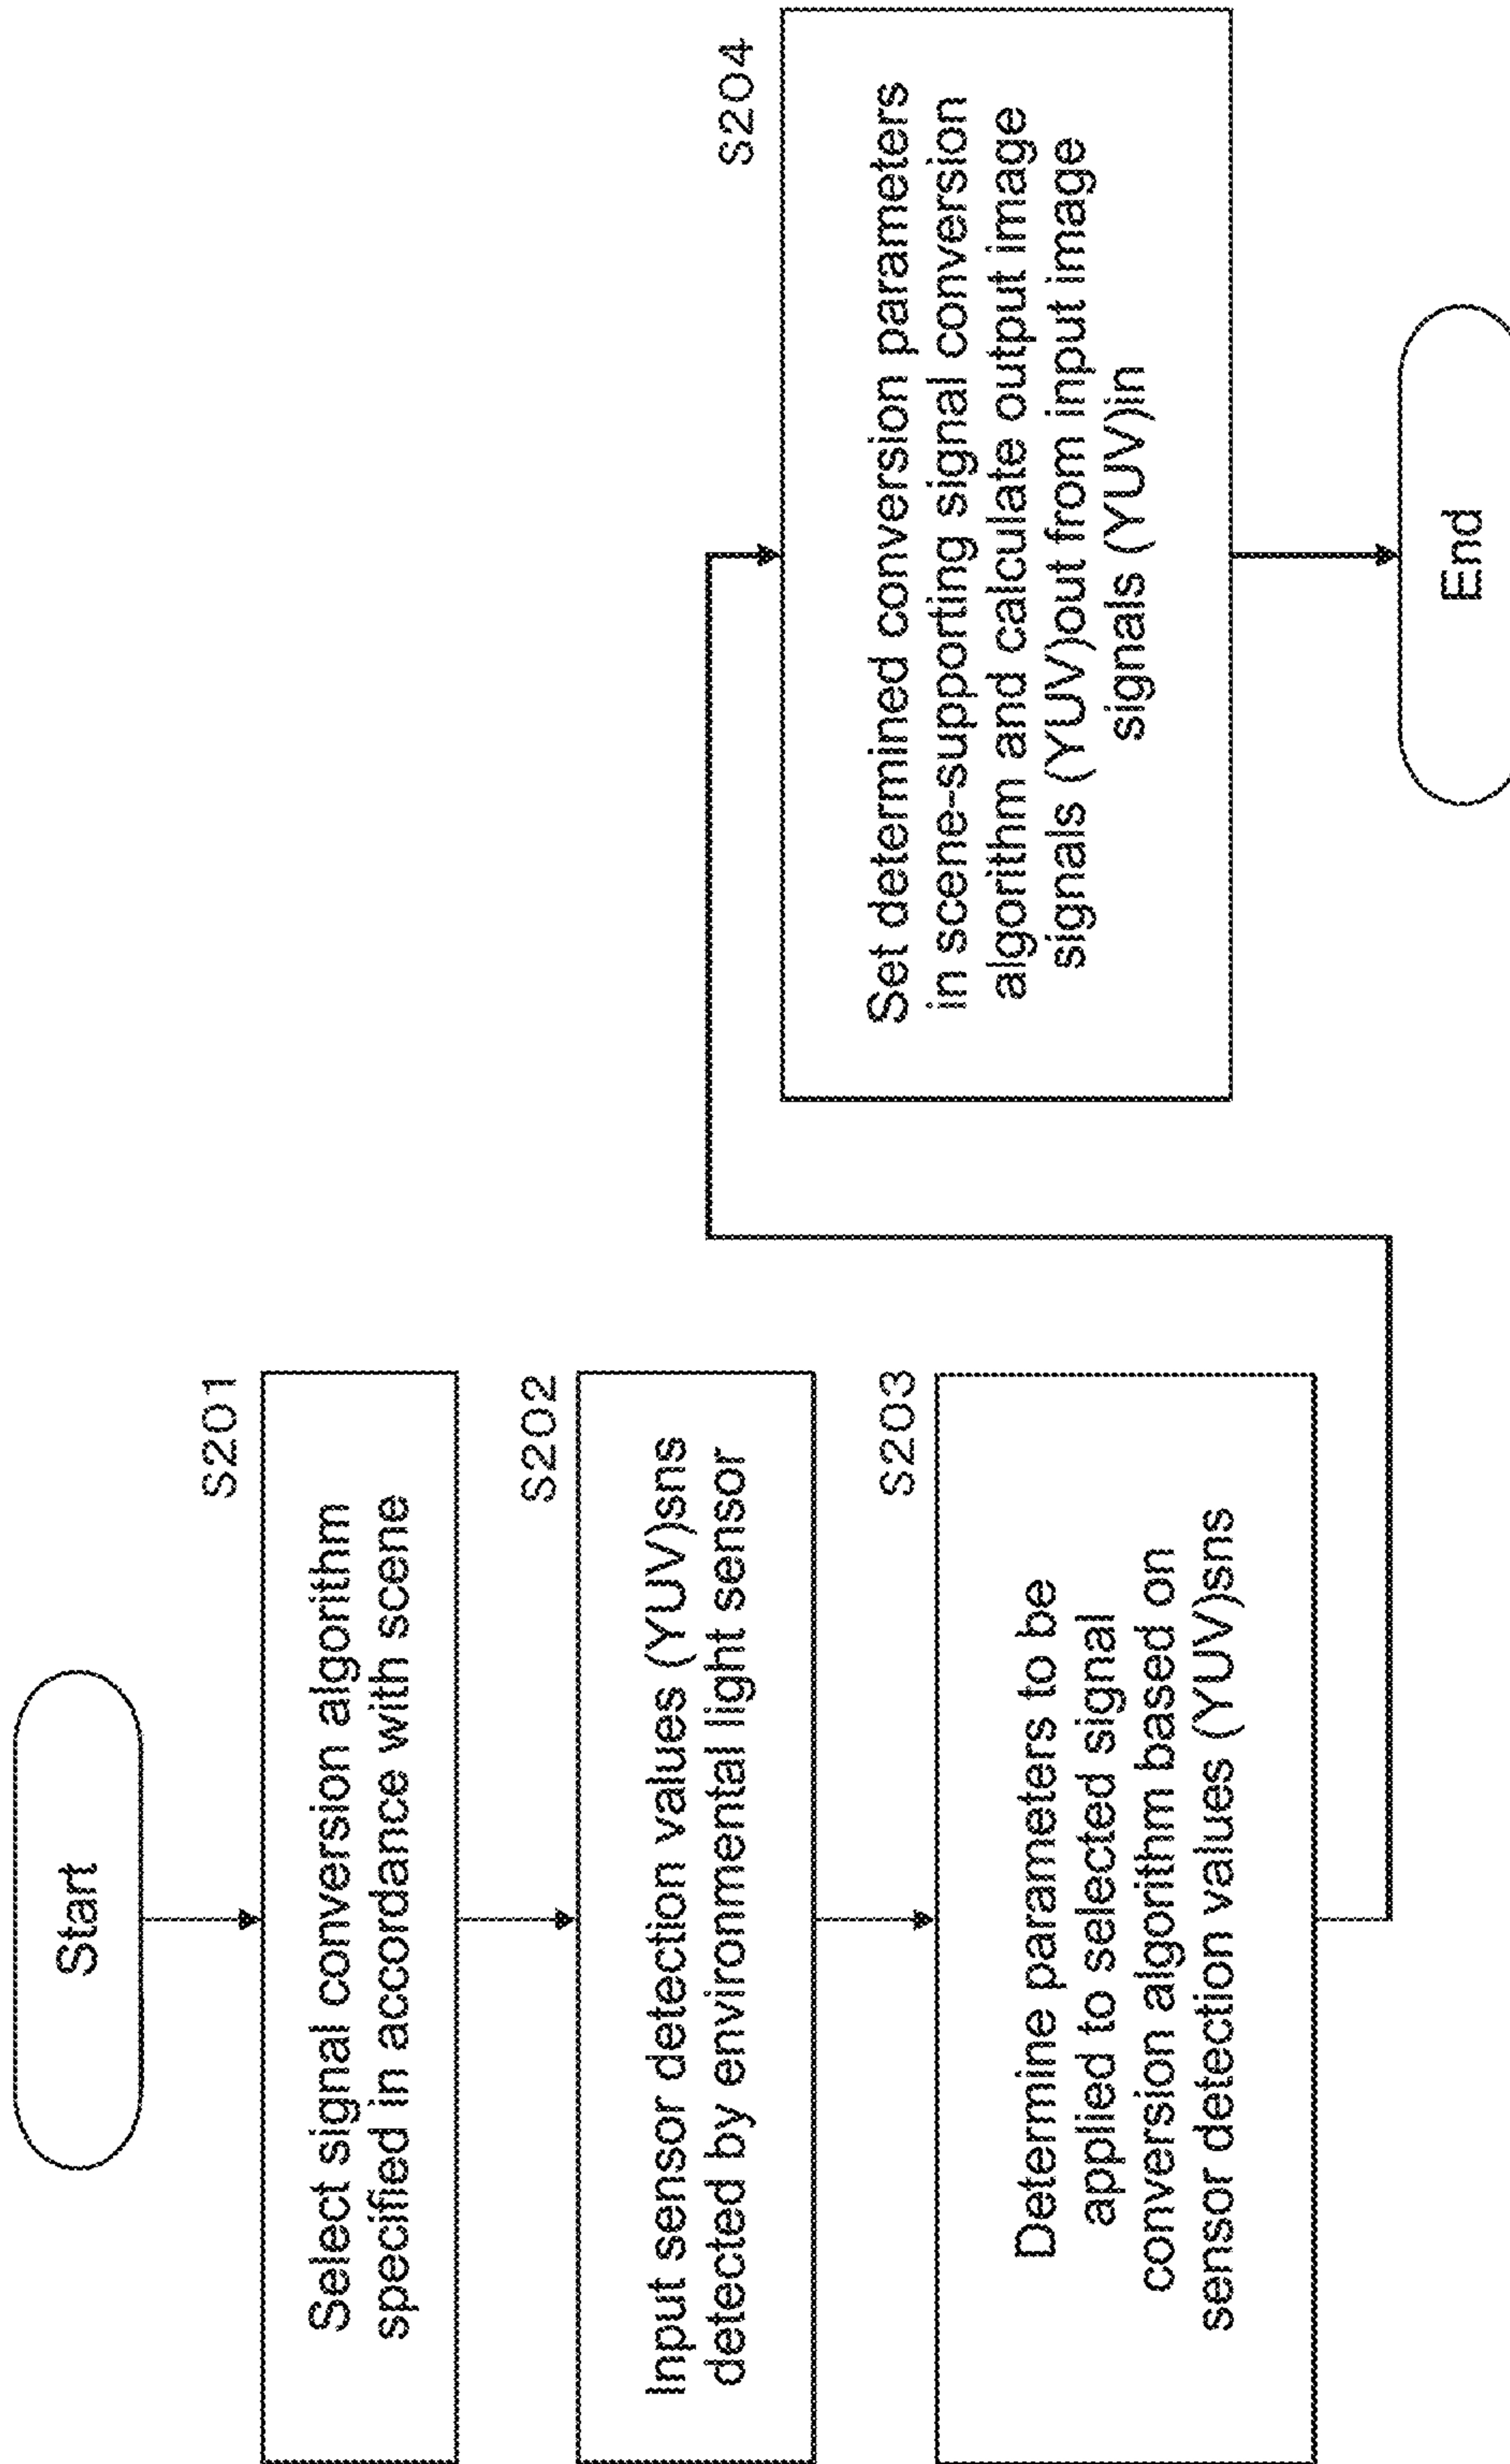 Start
S201
Select signal conversion algorithm
specified in accordance with scene
S202
Input sensor detection values (YUV)sns
detected by environmental light sensor
S203
Determine parameters to be
applied to selected signal
conversion algorithm based on
sensor detection values (YUV)sns
S204
Set determined conversion parameters
in scene-supporting signal conversion
algorithm and calculate output image
signals (YUV)out from input image
signals (YUV)in
End